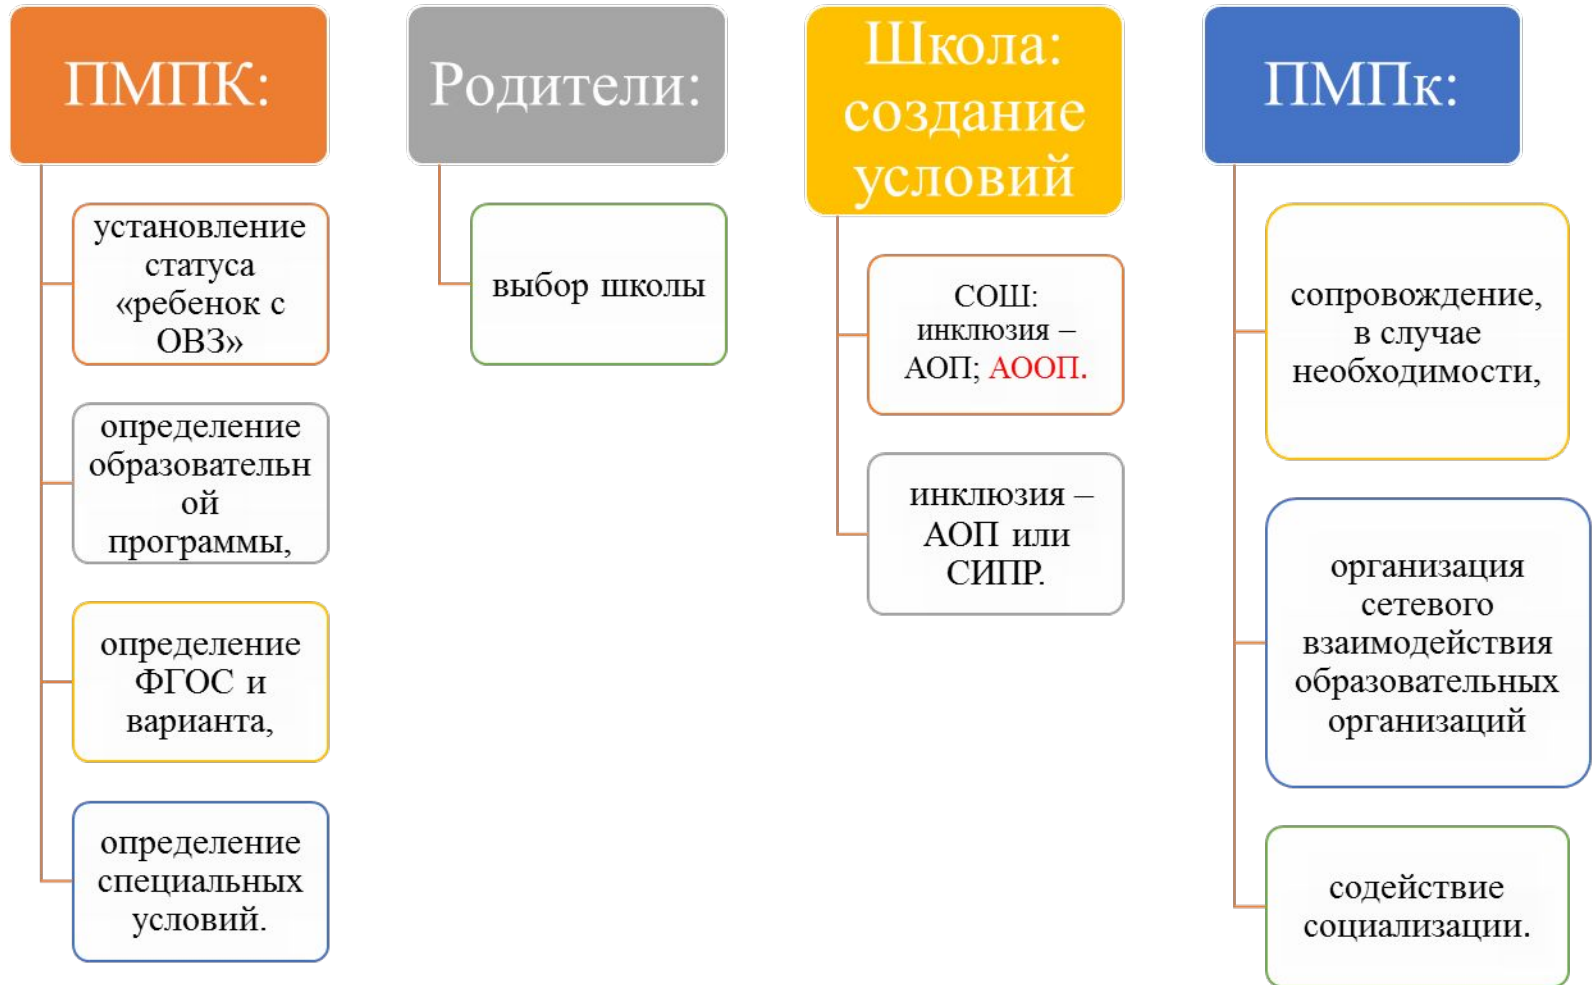 ПМПК:
установление
статуса
«ребенок с
ОВЗ»
определение
образовательн
ой
программы,
определение
ФГОС и
варианта,
определение
специальных
условий.
Родители:
выбор школы
Школа:
создание
условий
СОШ:
инклюзия –
АОП; АООП.
инклюзия –
АОП или
СИПР.
ПМПк:
сопровождение,
в случае
необходимости,
организация
сетевого
взаимодействия
образовательных
организаций
содействие
социализации.